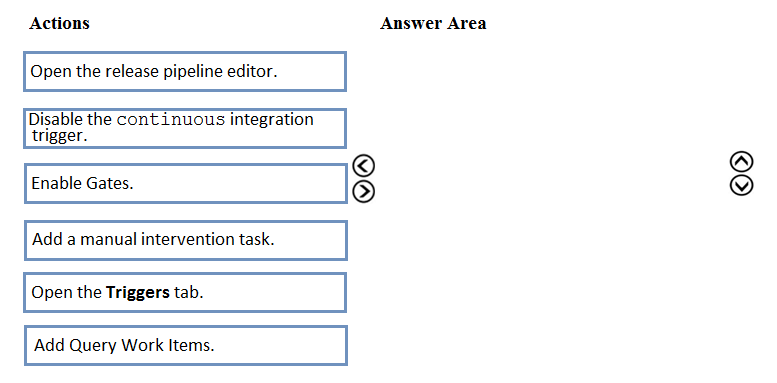 Actions
Answer Area
Open the release pipeline editor.
Disable the continuous integration
trigger.
Enable Gates.
Add a manual intervention task.
Open the Triggers tab.
Add Query Work Items.